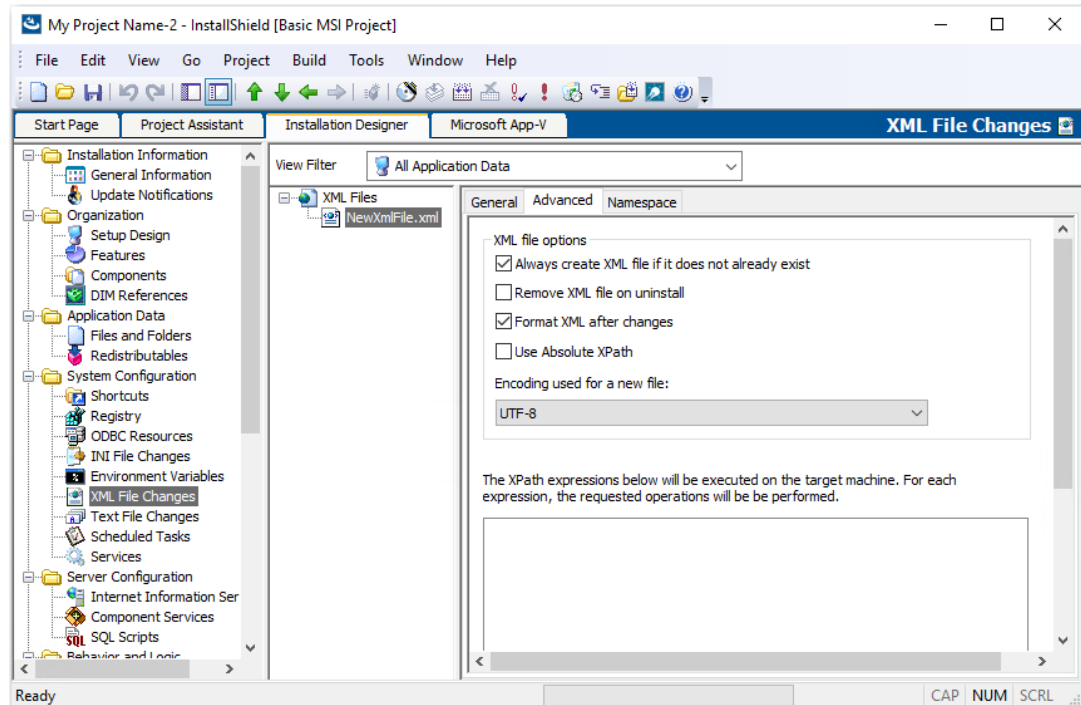 My Project Name-2 - InstallShield [Basic MSI Project]
File Edit View Go Project Build Tools Window Help
Start Page Project Assistant Installation Designer Microsoft App-V XML File Changes
Installation Information
General Information
Update Notifications
Organization
Setup Design
Features
Components
DIM References
Application Data
Files and Folders
Redistributables
System Configuration
Shortcuts
Registry
ODBC Resources
INI File Changes
Environment Variables
XML File Changes
Text File Changes
Scheduled Tasks
Services
Server Configuration
Internet Information Ser
Component Services
SQL SQL Scripts
Behavior and Logic
View Filter All Application Data
XML Files
NewXmlFile.xml
General Advanced Namespace
XML file options
Always create XML file if it does not already exist
Remove XML file on uninstall
Format XML after changes
Use Absolute XPath
Encoding used for a new file:
UTF-8
The XPath expressions below will be executed on the target machine. For each
expression, the requested operations will be be performed.
Ready CAP NUM SCRL